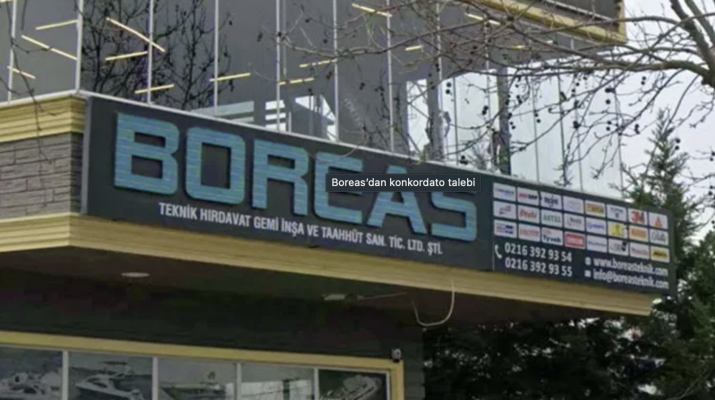 BOREAS
Boreas'dan konkordato talebi
TEKNİK HIRDAVAT GEMİ İNŞA VE TAAHHÜT SAN. TİC. LTD. ŞTİ.
3M
0216 392 93 54
0216 392 93 55
www.boreasteknik.com
info@boreasteknik.com